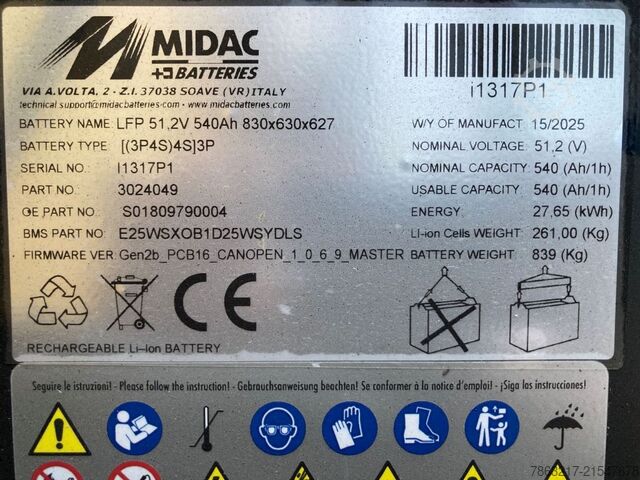 MIDAC
BATTERIES
VIA A.VOLTA, 2 - Z.I. 37038 SOAVE (VR) ITALY
technical support@midacbatteries.com - www.midacbatteries.com
i1317P1
BATTERY NAME: LFP 51,2V 540Ah 830x630x627
W/Y OF MANUFACT 15/2025
BATTERY TYPE: [(3P4S)4S]3P
NOMINAL VOLTAGE: 51,2 (V)
SERIAL NO.: I1317P1
NOMINAL CAPACITY: 540 (Ah/1h)
PART NO.: 3024049
USABLE CAPACITY: 540 (Ah/1h)
OE PART NO.: S01809790004
ENERGY: 27.65 (kWh)
BMS PART NO.: E25WSXOB1D25WSYDLS
Li-ion Cells WEIGHT: 261,00 (Kg)
FIRMWARE VER: Gen2b_PCB16_CANOPEN_1_0_6_9_MASTER
BATTERY WEIGHT: 839 (Kg)
CE
Li-Ion
RECHARGEABLE Li-Ion BATTERY
Seguire le istruzioni! - Please follow the instruction! - Gebrauchsanweisung beachten! Se conformer à la notice d'emploi! - ¡Siga las instrucciones!